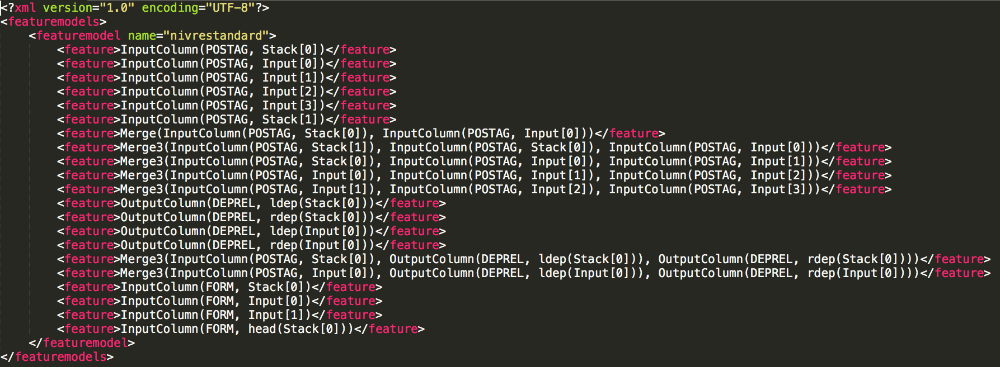 <?xml version="1.0" encoding="UTF-8"?>
<featuremodels>
    <featuremodel name="nivrestandard">
        <feature>InputColumn(POSTAG, Stack[0])</feature>
        <feature>InputColumn(POSTAG, Input[0])</feature>
        <feature>InputColumn(POSTAG, Input[1])</feature>
        <feature>InputColumn(POSTAG, Input[2])</feature>
        <feature>InputColumn(POSTAG, Input[3])</feature>
        <feature>InputColumn(POSTAG, Stack[1])</feature>
        <feature>Merge(InputColumn(POSTAG, Stack[0]), InputColumn(POSTAG, Input[0]))</feature>
        <feature>Merge3(InputColumn(POSTAG, Stack[1]), InputColumn(POSTAG, Stack[0]), InputColumn(POSTAG, Input[0]))</feature>
        <feature>Merge3(InputColumn(POSTAG, Stack[0]), InputColumn(POSTAG, Input[0]), InputColumn(POSTAG, Input[1]))</feature>
        <feature>Merge3(InputColumn(POSTAG, Input[0]), InputColumn(POSTAG, Input[1]), InputColumn(POSTAG, Input[2]))</feature>
        <feature>Merge3(InputColumn(POSTAG, Input[1]), InputColumn(POSTAG, Input[2]), InputColumn(POSTAG, Input[3]))</feature>
        <feature>OutputColumn(DEPREL, ldep(Stack[0]))</feature>
        <feature>OutputColumn(DEPREL, rdep(Stack[0]))</feature>
        <feature>OutputColumn(DEPREL, ldep(Input[0]))</feature>
        <feature>OutputColumn(DEPREL, rdep(Input[0]))</feature>
        <feature>Merge3(InputColumn(POSTAG, Stack[0]), OutputColumn(DEPREL, ldep(Stack[0])), OutputColumn(DEPREL, rdep(Stack[0])))</feature>
        <feature>Merge3(InputColumn(POSTAG, Input[0]), OutputColumn(DEPREL, ldep(Input[0])), OutputColumn(DEPREL, rdep(Input[0])))</feature>
        <feature>InputColumn(FORM, Stack[0])</feature>
        <feature>InputColumn(FORM, Input[0])</feature>
        <feature>InputColumn(FORM, Input[1])</feature>
        <feature>InputColumn(FORM, head(Stack[0]))</feature>
    </featuremodel>
</featuremodels>